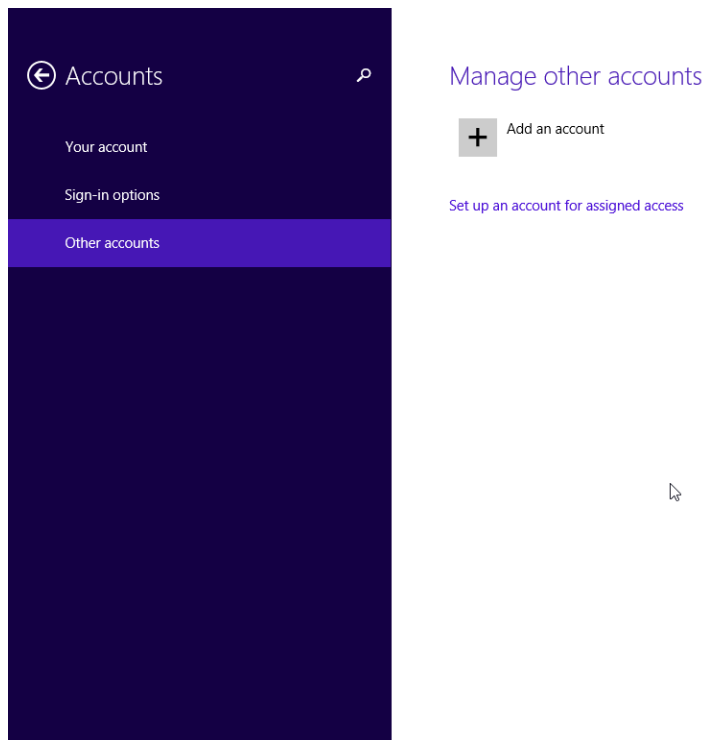 Accounts
Your account
Sign-in options
Other accounts
Manage other accounts
Add an account
Set up an account for assigned access